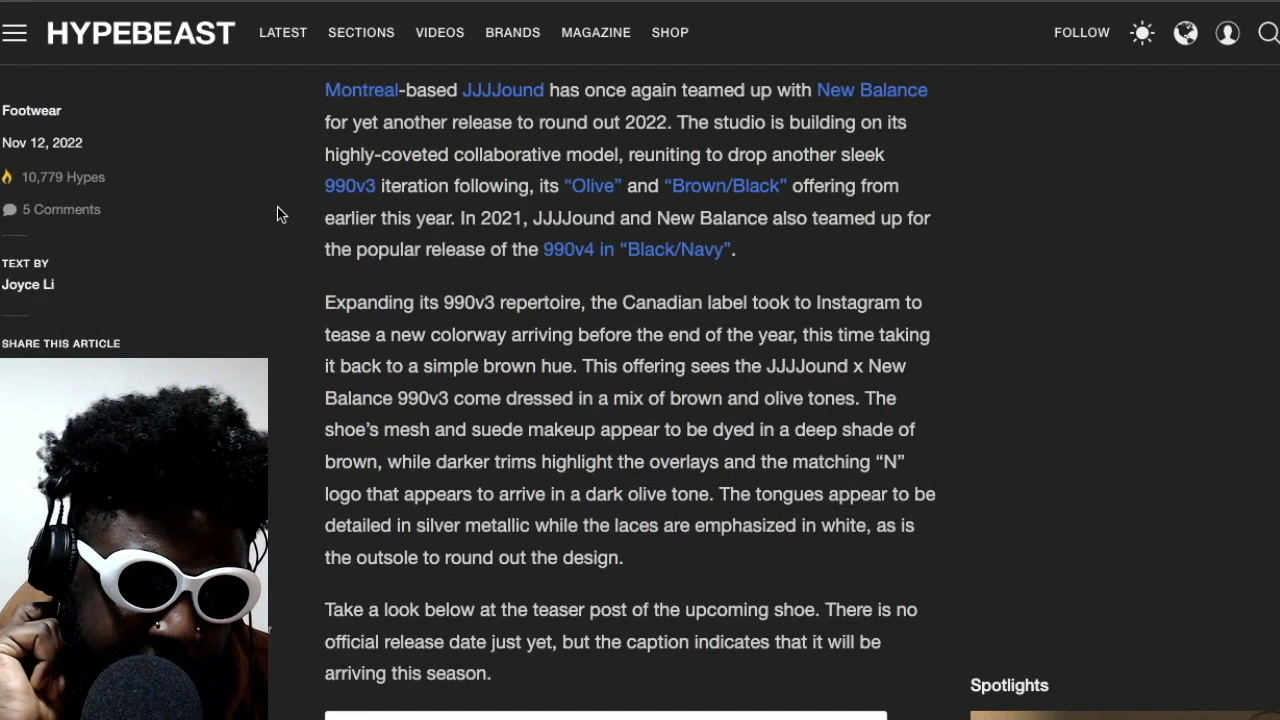 HYPEBEAST LATEST SECTIONS VIDEOS BRANDS MAGAZINE SHOP FOLLOW
Footwear
Nov 12, 2022
10,779 Hypes
5 Comments
TEXT BY
Joyce Li
SHARE THIS ARTICLE
Montreal-based JJJJound has once again teamed up with New Balance
for yet another release to round out 2022. The studio is building on its
highly-coveted collaborative model, reuniting to drop another sleek
990v3 iteration following, its “Olive” and “Brown/Black” offering from
earlier this year. In 2021, JJJJound and New Balance also teamed up for
the popular release of the 990v4 in “Black/Navy”.
Expanding its 990v3 repertoire, the Canadian label took to Instagram to
tease a new colorway arriving before the end of the year, this time taking
it back to a simple brown hue. This offering sees the JJJJound x New
Balance 990v3 come dressed in a mix of brown and olive tones. The
shoe’s mesh and suede makeup appear to be dyed in a deep shade of
brown, while darker trims highlight the overlays and the matching “N”
logo that appears to arrive in a dark olive tone. The tongues appear to be
detailed in silver metallic while the laces are emphasized in white, as is
the outsole to round out the design.
Take a look below at the teaser post of the upcoming shoe. There is no
official release date just yet, but the caption indicates that it will be
arriving this season.
Spotlights